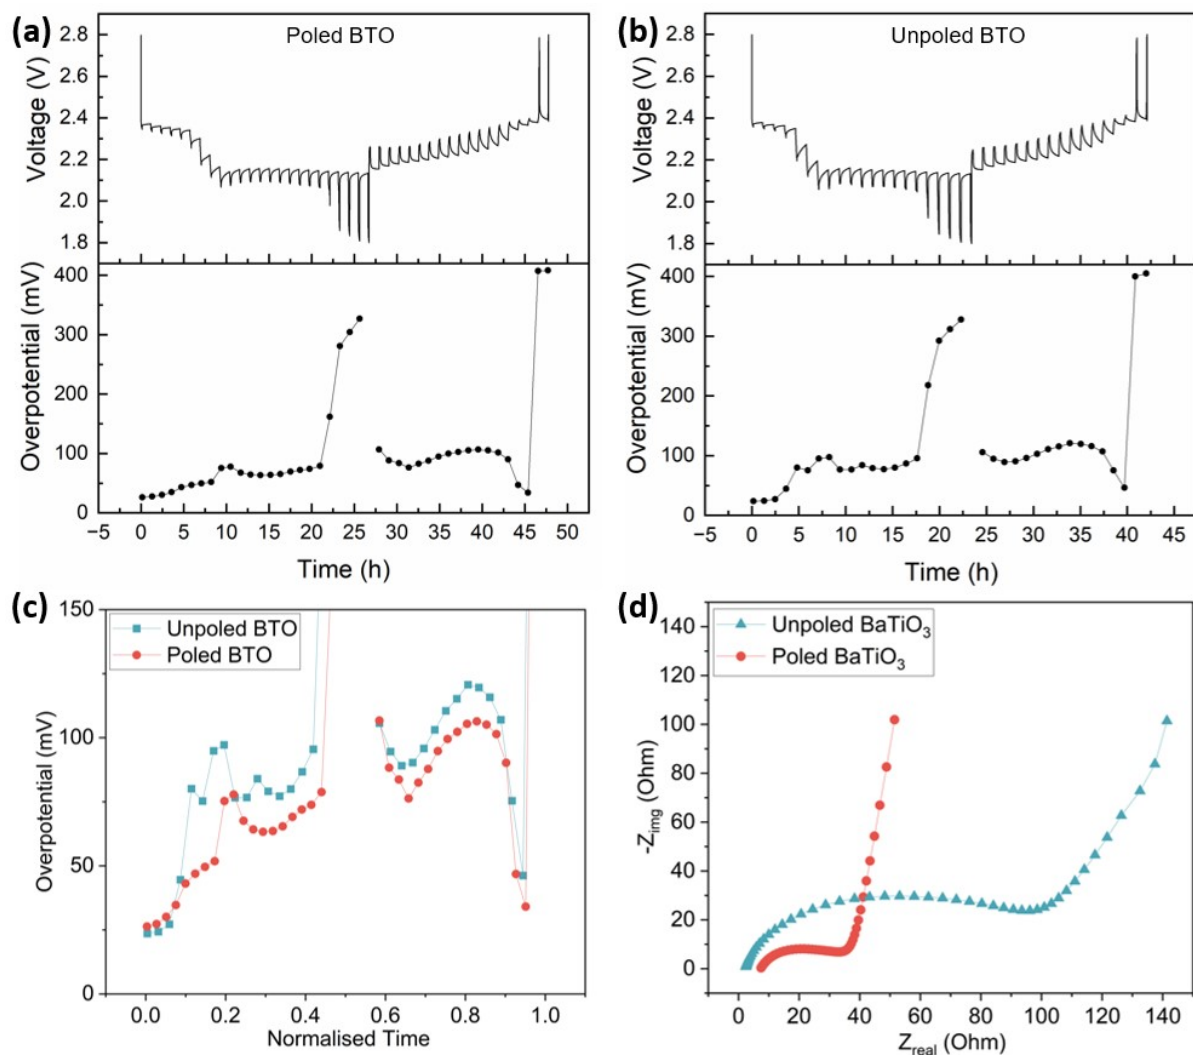 (a)
Poled BTO
Voltage (V)
2.8
2.6
2.4
2.2
2.0
1.8
Overpotential (mV)
400
300
200
100
0
−5 0 5 10 15 20 25 30 35 40 45 50
Time (h)
(b)
Unpoled BTO
Voltage (V)
2.8
2.6
2.4
2.2
2.0
1.8
Overpotential (mV)
400
300
200
100
0
−5 0 5 10 15 20 25 30 35 40 45
Time (h)
(c)
Unpoled BTO
Poled BTO
Overpotential (mV)
150
100
50
0
0.0 0.2 0.4 0.6 0.8 1.0
Normalised Time
(d)
Unpoled BaTiO3
Poled BaTiO3
-Zimg (Ohm)
140
120
100
80
60
40
20
0
0 20 40 60 80 100 120 140
Zreal (Ohm)